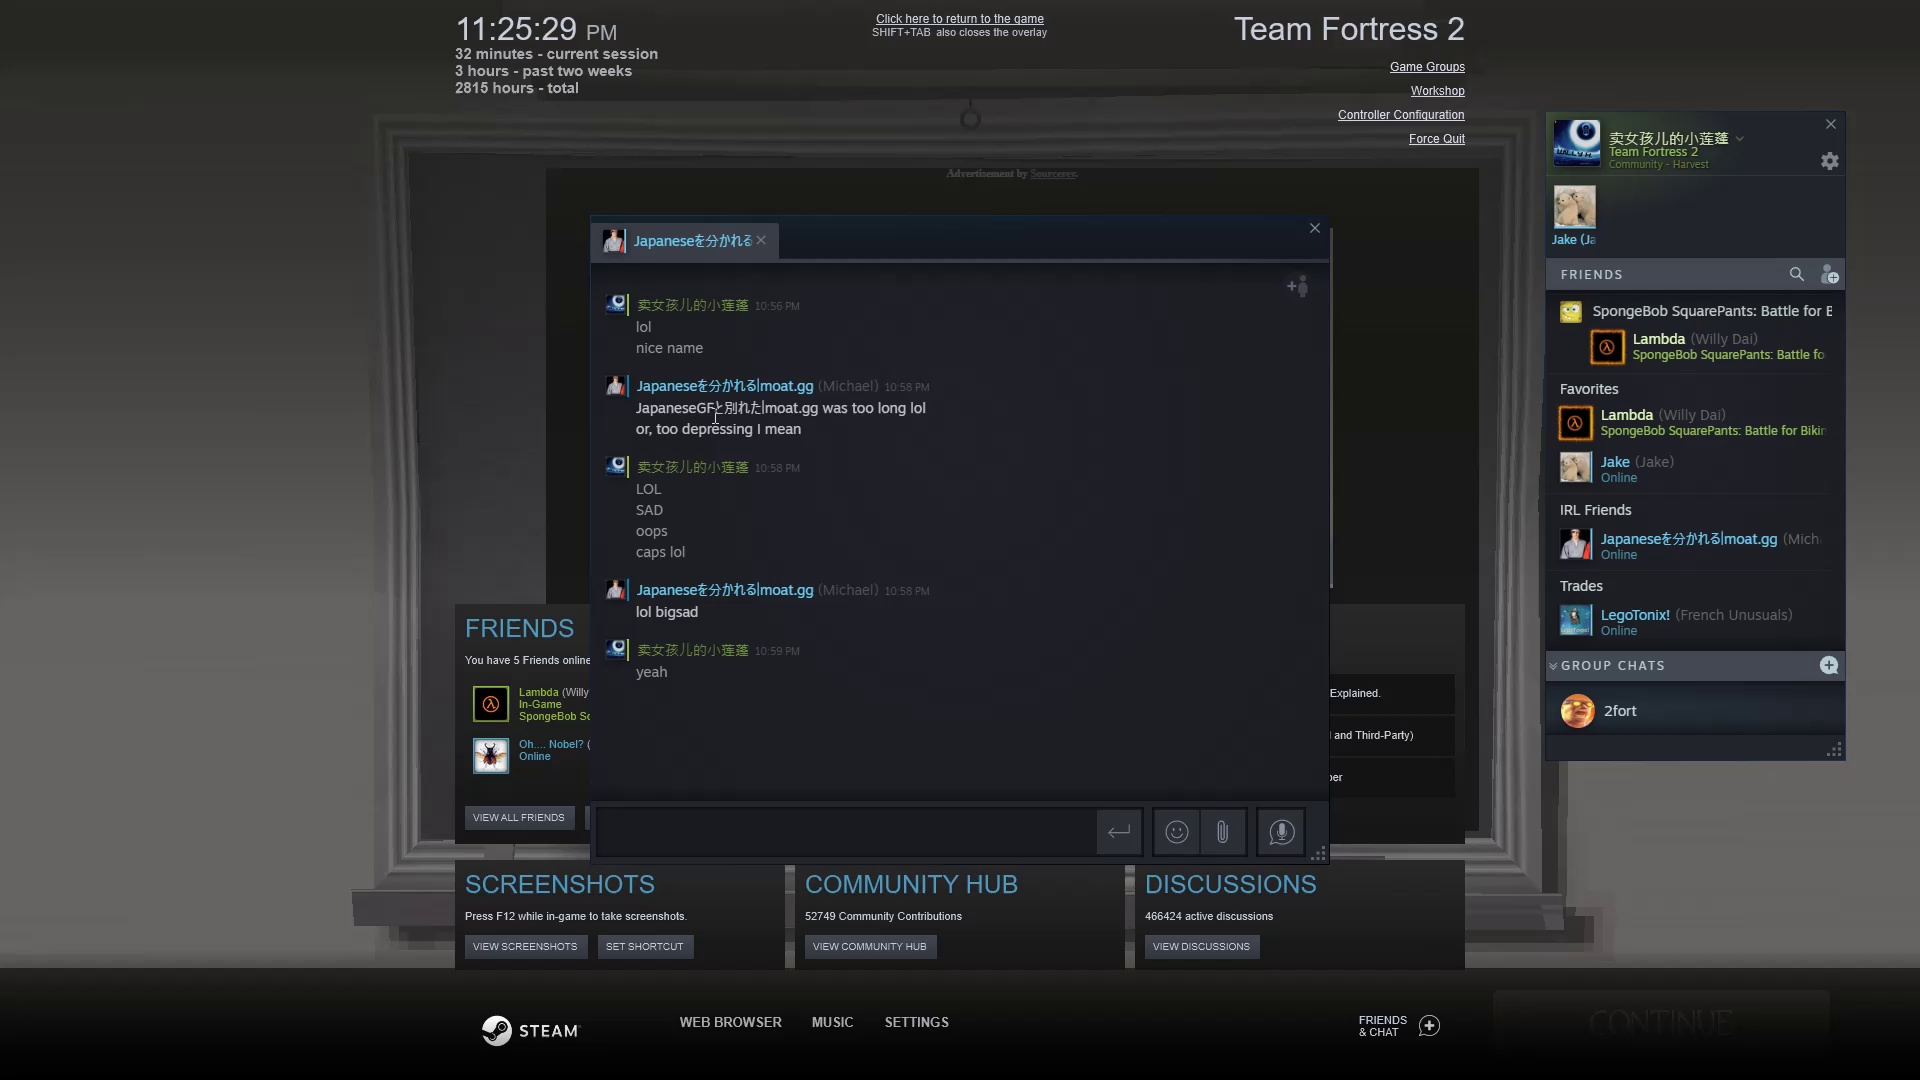 11:25:29 PM
32 minutes - current session
3 hours - past two weeks
2815 hours - total
Click here to return to the game
SHIFT+TAB also closes the overlay
Team Fortress 2
Game Groups
Workshop
Controller Configuration
Force Quit
Advertisement by Sourcerer.
Japaneseを分かれる
卖女孩儿的小莲蓬 10:56 PM
lol
nice name
Japaneseを分かれる|moat.gg (Michael) 10:58 PM
JapaneseGFと別れた|moat.gg was too long lol
or, too depressing I mean
卖女孩儿的小莲蓬 10:58 PM
LOL
SAD
oops
caps lol
Japaneseを分かれる|moat.gg (Michael) 10:58 PM
lol bigsad
卖女孩儿的小莲蓬 10:59 PM
yeah
卖女孩儿的小莲蓬
Team Fortress 2
Community - Harvest
Jake (Ja
FRIENDS
SpongeBob SquarePants: Battle for B
Lambda (Willy Dai)
SpongeBob SquarePants: Battle fo
Favorites
Lambda (Willy Dai)
SpongeBob SquarePants: Battle for Bikin
Jake (Jake)
Online
IRL Friends
Japaneseを分かれる|moat.gg (Mich
Online
Trades
LegoTonix! (French Unusuals)
Online
GROUP CHATS
2fort
FRIENDS
You have 5 Friends online
Lambda (Willy
In-Game
SpongeBob Sq
Oh.... Nobel? (
Online
VIEW ALL FRIENDS
Explained.
and Third-Party)
per
SCREENSHOTS
Press F12 while in-game to take screenshots.
VIEW SCREENSHOTS
SET SHORTCUT
COMMUNITY HUB
52749 Community Contributions
VIEW COMMUNITY HUB
DISCUSSIONS
466424 active discussions
VIEW DISCUSSIONS
STEAM
WEB BROWSER
MUSIC
SETTINGS
FRIENDS
& CHAT
CONTINUE